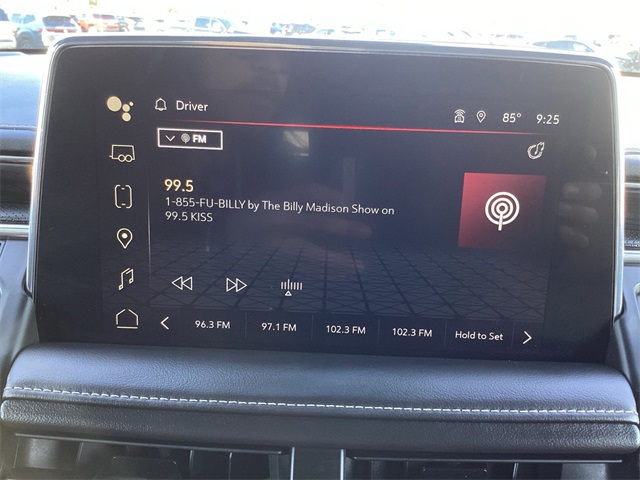 Driver
85° 9:25
FM
99.5
1-855-FU-BILLY by The Billy Madison Show on
99.5 KISS
96.3 FM 97.1 FM 102.3 FM 102.3 FM Hold to Set